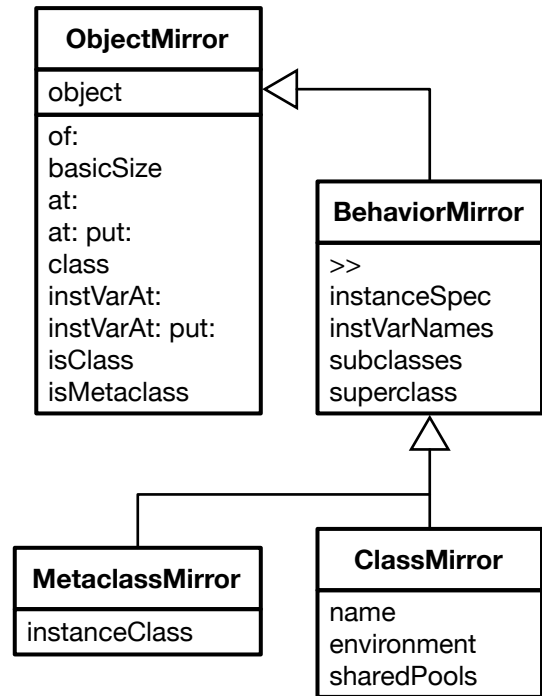 ObjectMirror
object
of:
basicSize
at:
at: put:
class
instVarAt:
instVarAt: put:
isClass
isMetaclass
BehaviorMirror
>>
instanceSpec
instVarNames
subclasses
superclass
MetaclassMirror
instanceClass
ClassMirror
name
environment
sharedPools